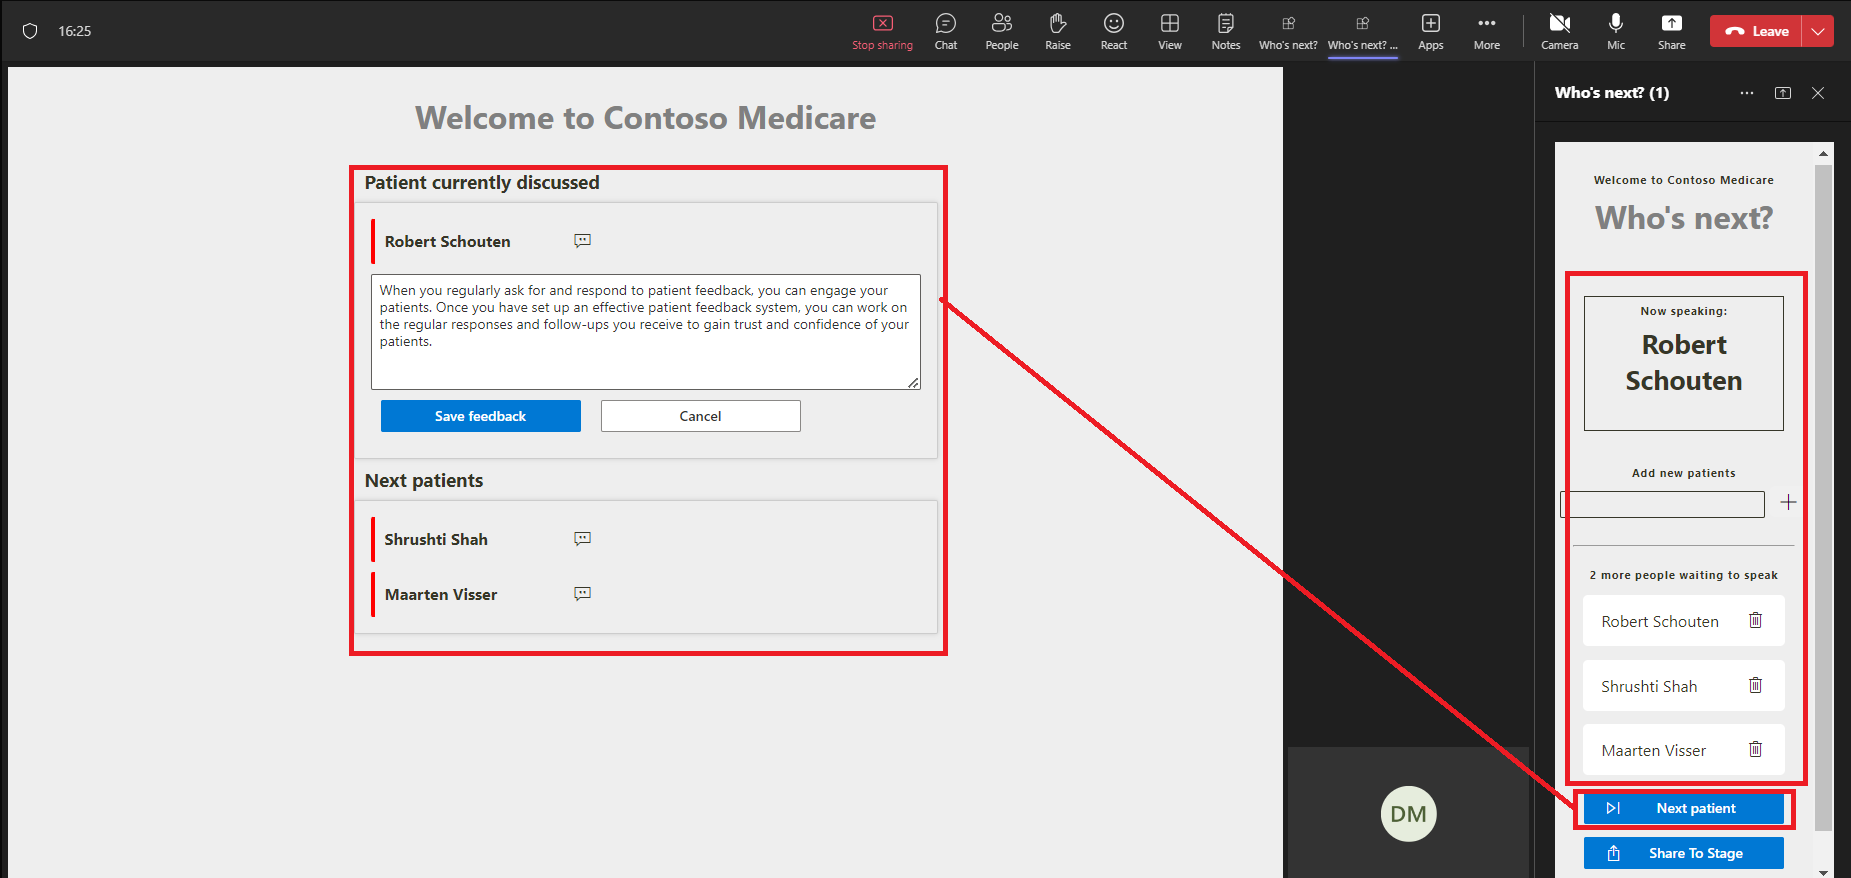 16:25
Stop sharing
Chat
People
Raise
React
View
Notes
Who's next?
Who's next? ...
Apps
More
Camera
Mic
Share
Leave
Welcome to Contoso Medicare
Patient currently discussed
Robert Schouten
When you regularly ask for and respond to patient feedback, you can engage your
patients. Once you have set up an effective patient feedback system, you can work on
the regular responses and follow-ups you receive to gain trust and confidence of your
patients.
Save feedback
Cancel
Next patients
Shrushti Shah
Maarten Visser
DM
Who's next? (1)
Welcome to Contoso Medicare
Who's next?
Now speaking:
Robert
Schouten
Add new patients
2 more people waiting to speak
Robert Schouten
Shrushti Shah
Maarten Visser
Next patient
Share To Stage